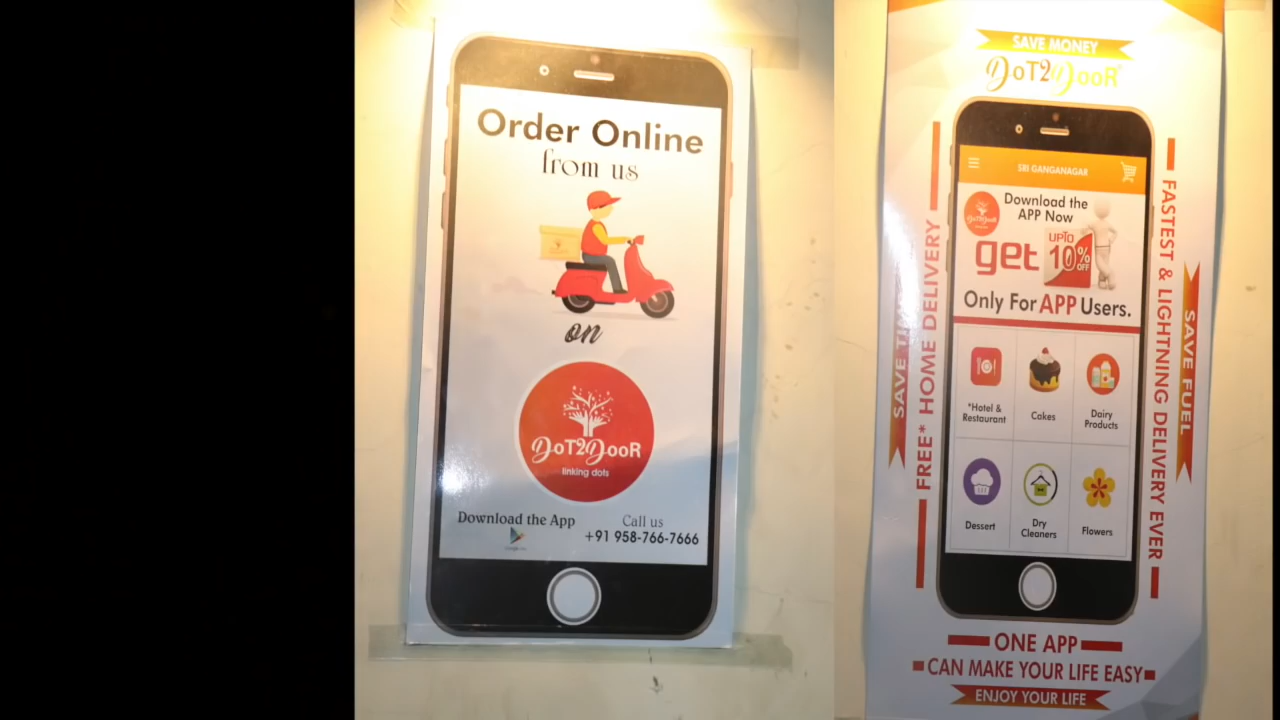 Order Online
from us
on
DoT2DooR
linking dots
Download the App
Call us
+91 958-766-7666
SAVE MONEY
DoT2DooR
SRI GANGANAGAR
DoT2DooR
Download the
APP Now
get UPTO
10% OFF
Only For APP Users.
*Hotel &
Restaurant
Cakes
Dairy
Products
Dessert
Dry
Cleaners
Flowers
SAVE
FREE* HOME DELIVERY
FASTEST & LIGHTNING DELIVERY EVER
SAVE FUEL
ONE APP
CAN MAKE YOUR LIFE EASY
ENJOY YOUR LIFE